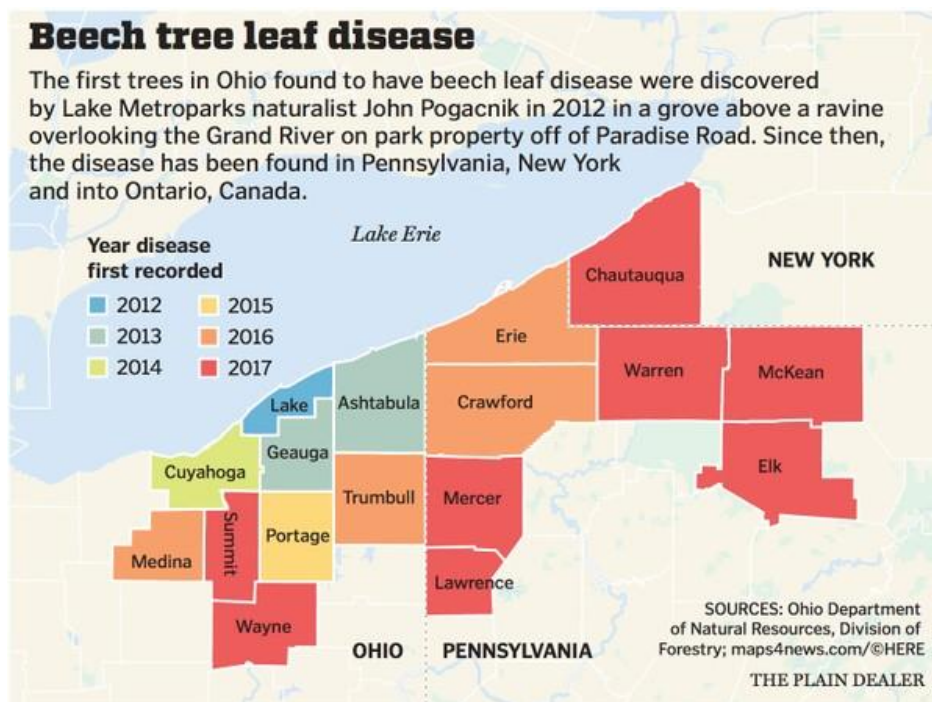 Beech tree leaf disease
The first trees in Ohio found to have beech leaf disease were discovered
by Lake Metroparks naturalist John Pogacnik in 2012 in a grove above a ravine
overlooking the Grand River on park property off of Paradise Road. Since then,
the disease has been found in Pennsylvania, New York
and into Ontario, Canada.
Lake Erie
Year disease
first recorded
2012
2013
2014
2015
2016
2017
NEW YORK
Chautauqua
Erie
Warren
McKean
Lake
Ashtabula
Crawford
Geauga
Cuyahoga
Elk
Trumbull
Mercer
Summit
Portage
Medina
Lawrence
Wayne
OHIO
PENNSYLVANIA
SOURCES: Ohio Department
of Natural Resources, Division of
Forestry; maps4news.com/©HERE
THE PLAIN DEALER